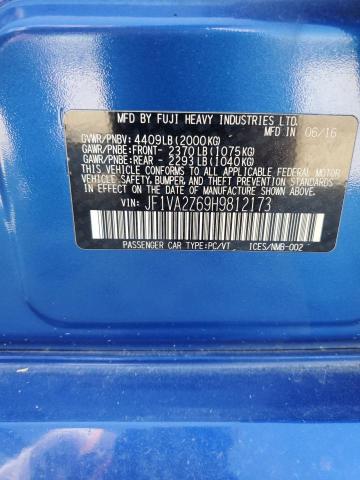 MFD. BY FUJI HEAVY INDUSTRIES LTD.
MFD. IN 06/16
GVWR/PNBV: 4409LB(2000KG)
GAWR/PNBE:FRONT- 2370LB(1075KG)
GAWR/PNBE:REAR - 2293LB(1040KG)
THIS VEHICLE CONFORMS TO ALL APPLICABLE FEDERAL MOTOR
VEHICLE SAFETY, BUMPER, AND THEFT PREVENTION STANDARDS
IN EFFECT ON THE DATE OF MANUFACTURE SHOWN ABOVE.
VIN: JF1VA2Z69H9812173
PASSENGER CAR TYPE:PC/VT ICES/NMB-002